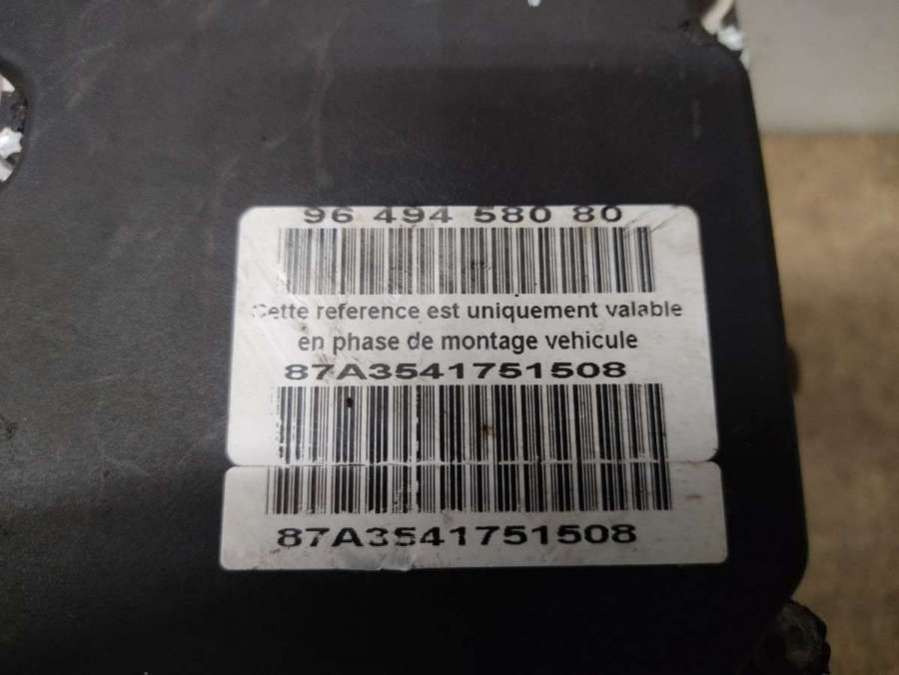 96 494 580 80
Cette reference est uniquement valable
en phase de montage vehicule
87A3541751508
87A3541751508